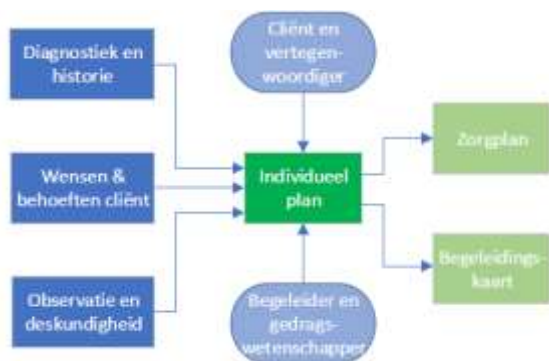 Diagnostiek en
historie
Cliënt en
vertegen-
woordiger
Wensen &
behoeften cliënt
Individueel
plan
Zorgplan
Observatie en
deskundigheid
Begeleider en
gedrags-
wetenschapper
Begeleidings-
kaart